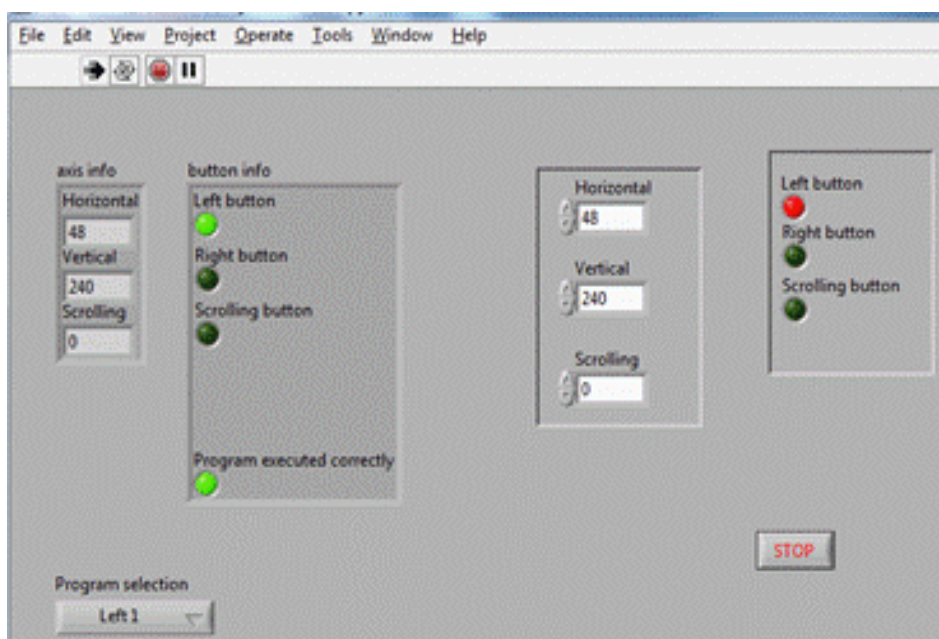 File Edit View Project Operate Tools Window Help
axis info
Horizontal
48
Vertical
240
Scrolling
0
button info
Left button
Right button
Scrolling button
Program executed correctly
Horizontal
48
Vertical
240
Scrolling
0
Left button
Right button
Scrolling button
STOP
Program selection
Left 1